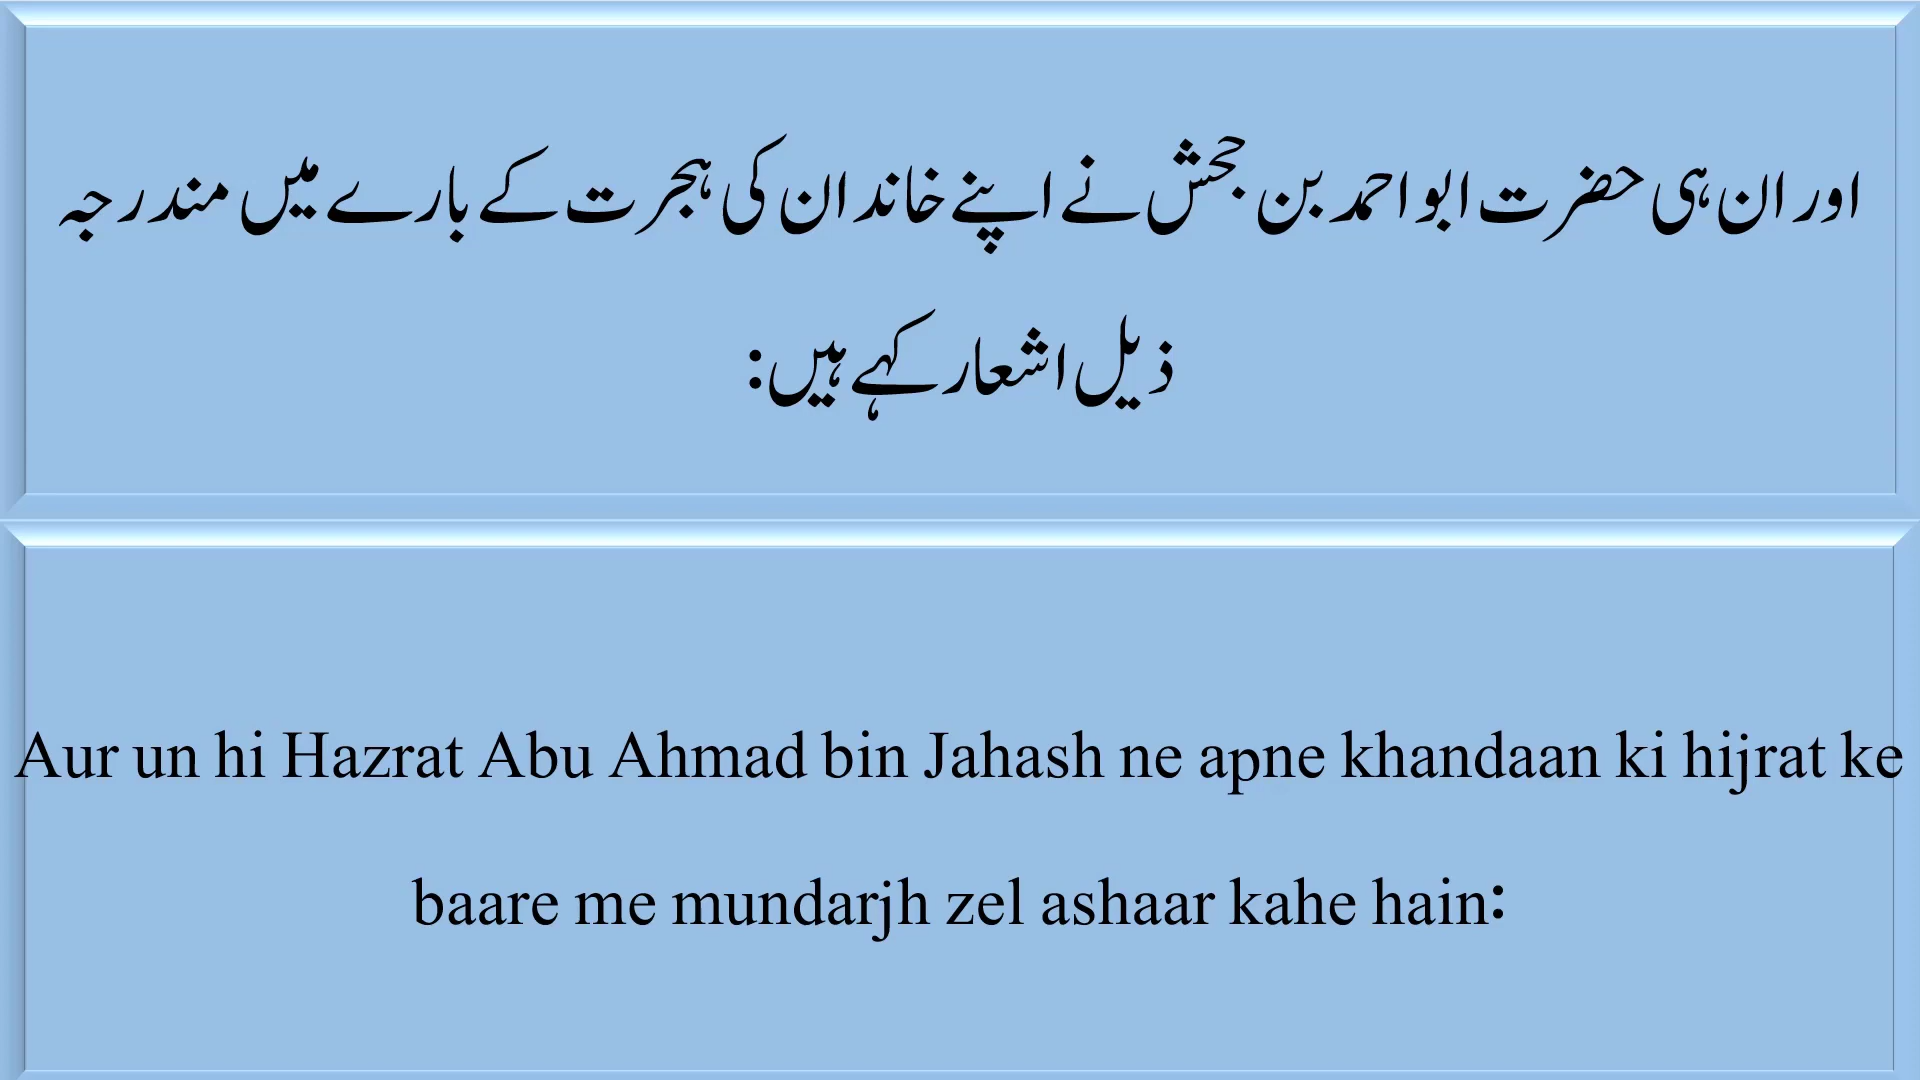 اور ان ہی حضرت ابو احمد بن جحش نے اپنے خاندان کی ہجرت کے بارے میں مندرجہ
ذیل اشعار کہے ہیں:
Aur un hi Hazrat Abu Ahmad bin Jahash ne apne khandaan ki hijrat ke
baare me mundarjh zel ashaar kahe hain: